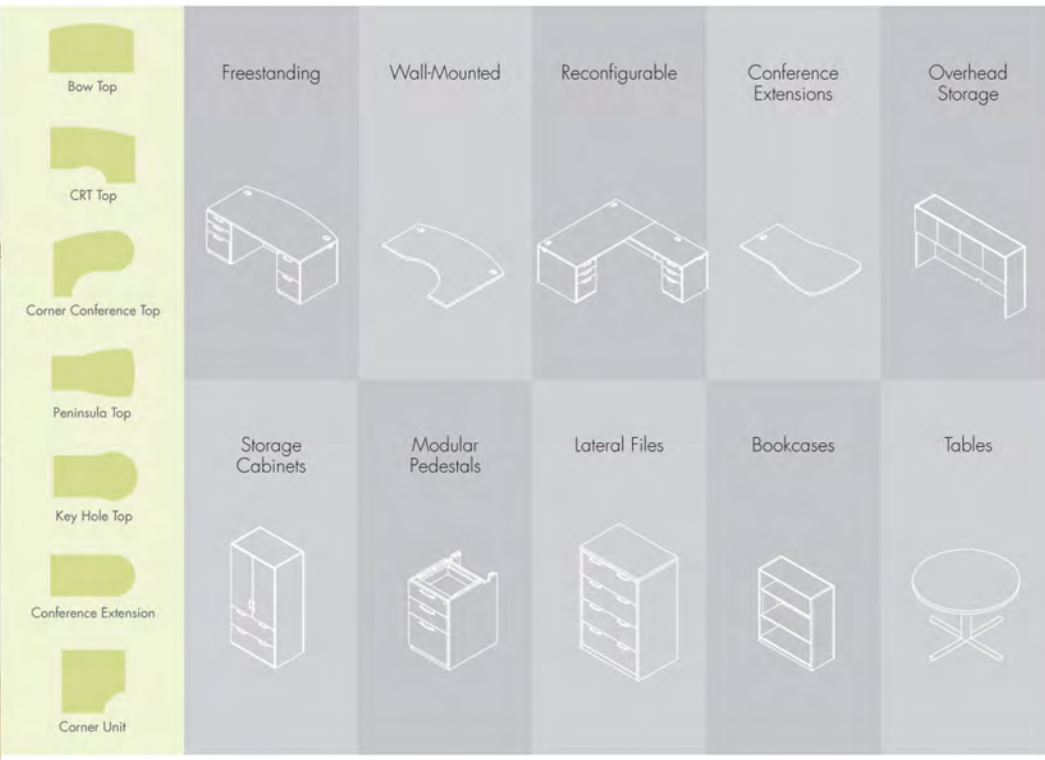 Bow Top
CRT Top
Corner Conference Top
Peninsula Top
Key Hole Top
Conference Extension
Corner Unit
Freestanding
Wall-Mounted
Reconfigurable
Conference
Extensions
Overhead
Storage
Storage
Cabinets
Modular
Pedestals
Lateral Files
Bookcases
Tables